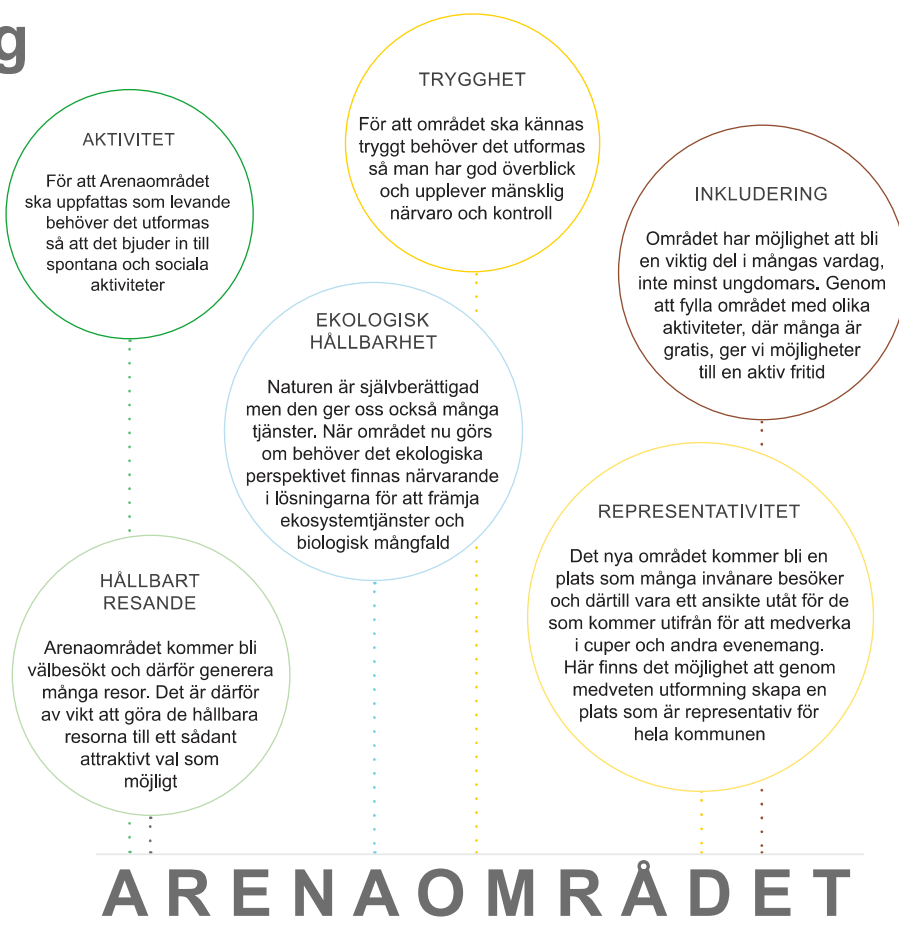 g
TRYGGHET
För att området ska kännas
tryggt behöver det utformas
så man har god överblick
och upplever mänsklig
närvaro och kontroll
AKTIVITET
För att Arenaområdet
ska uppfattas som levande
behöver det utformas
så att det bjuder in till
spontana och sociala
aktiviteter
INKLUDERING
Området har möjlighet att bli
en viktig del i mångas vardag,
inte minst ungdomars. Genom
att fylla området med olika
aktiviteter, där många är
gratis, ger vi möjligheter
till en aktiv fritid
EKOLOGISK
HÅLLBARHET
Naturen är självberättigad
men den ger oss också många
tjänster. När området nu görs
om behöver det ekologiska
perspektivet finnas närvarande
i lösningarna för att främja
ekosystemtjänster och
biologisk mångfald
REPRESENTATIVITET
Det nya området kommer bli en
plats som många invånare besöker
och därtill vara ett ansikte utåt för de
som kommer utifrån för att medverka
i cuper och andra evenemang.
Här finns det möjlighet att genom
medveten utformning skapa en
plats som är representativ för
hela kommunen
HÅLLBART
RESANDE
Arenaområdet kommer bli
välbesökt och därför generera
många resor. Det är därför
av vikt att göra de hållbara
resorna till ett sådant
attraktivt val som
möjligt
ARENAOMRÅDET